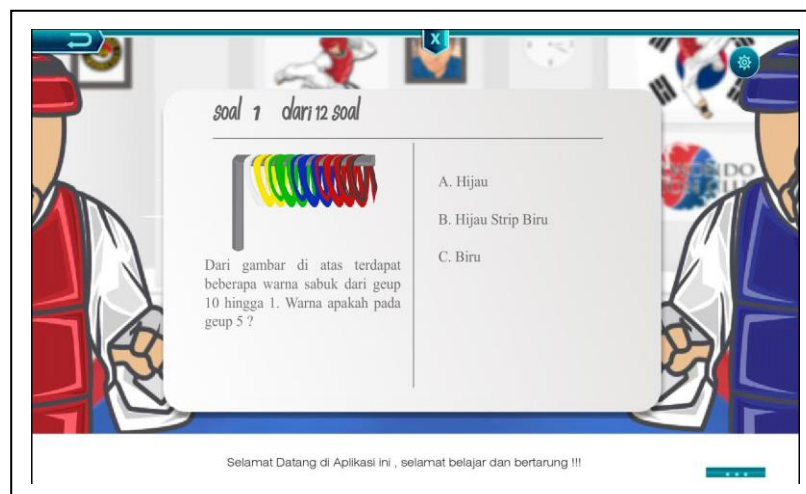 X
soal 1 dari 12 soal
Dari gambar di atas terdapat
beberapa warna sabuk dari geup
10 hingga 1. Warna apakah pada
geup 5 ?
A. Hijau
B. Hijau Strip Biru
C. Biru
Selamat Datang di Aplikasi ini , selamat belajar dan bertarung !!!